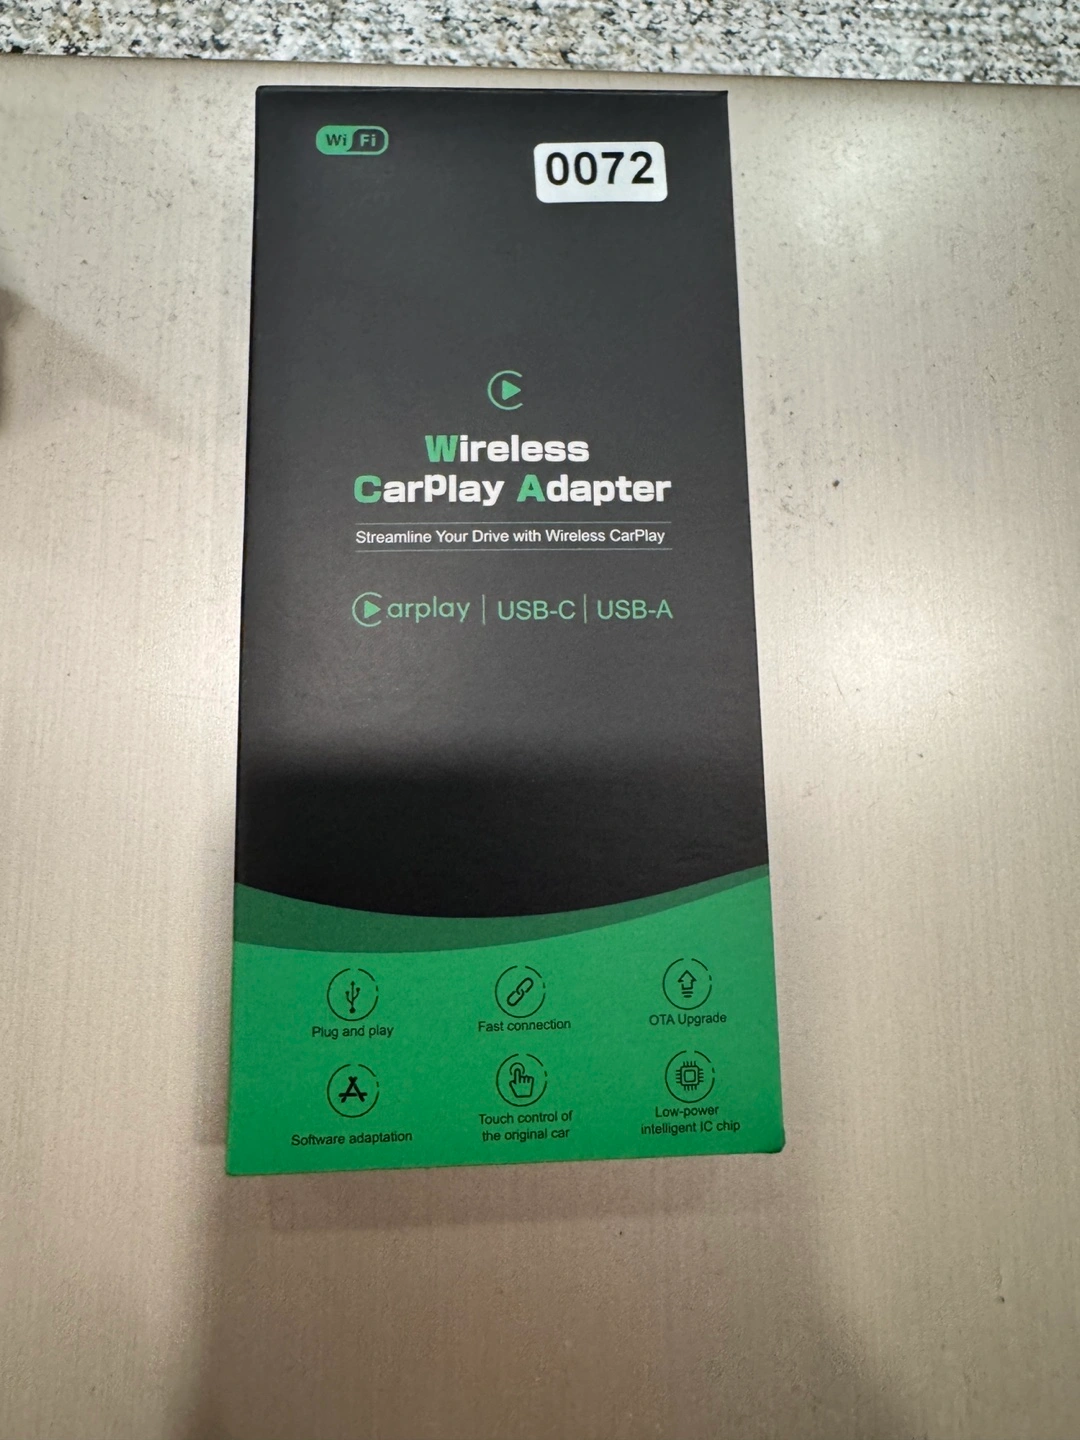 Wi Fi
0072
Wireless
CarPlay Adapter
Streamline Your Drive with Wireless CarPlay
Carplay | USB-C | USB-A
Plug and play
Fast connection
OTA Upgrade
Software adaptation
Touch control of
the original car
Low-power
intelligent IC chip